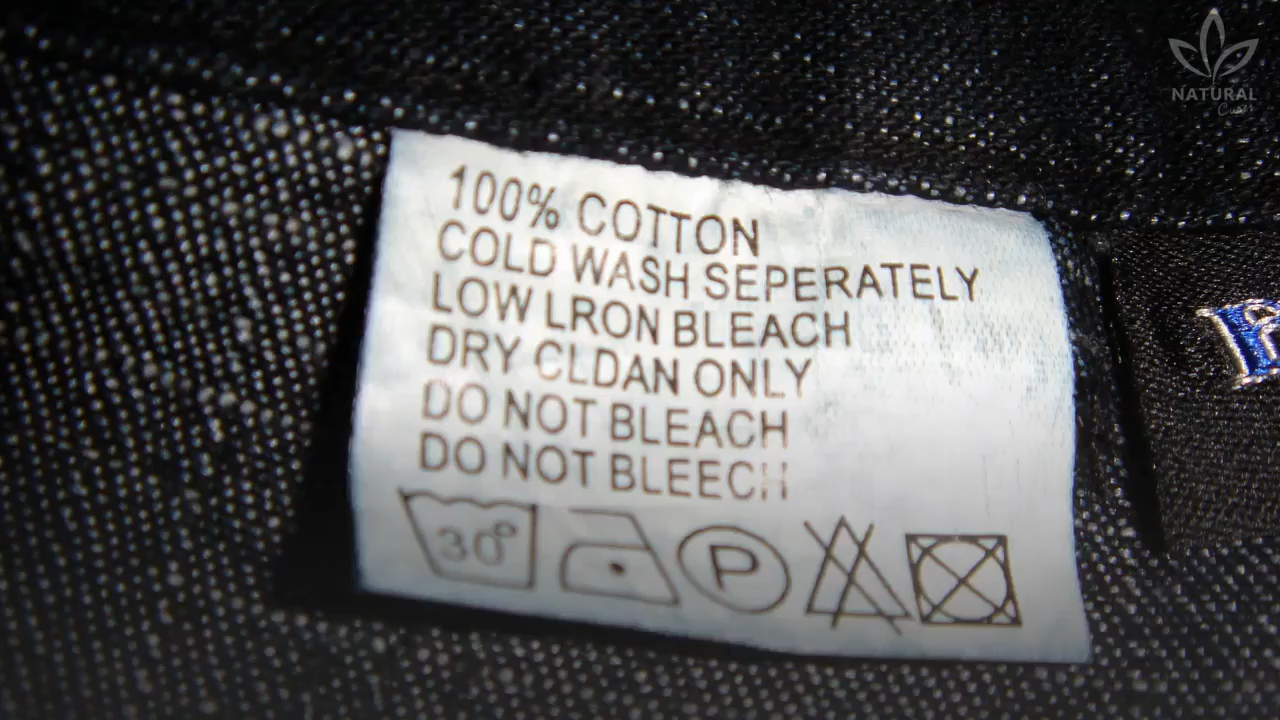 NATURAL
Cures
100% COTTON
COLD WASH SEPERATELY
LOW LRON BLEACH
DRY CLDAN ONLY
DO NOT BLEACH
DO NOT BLEECH
30°
P